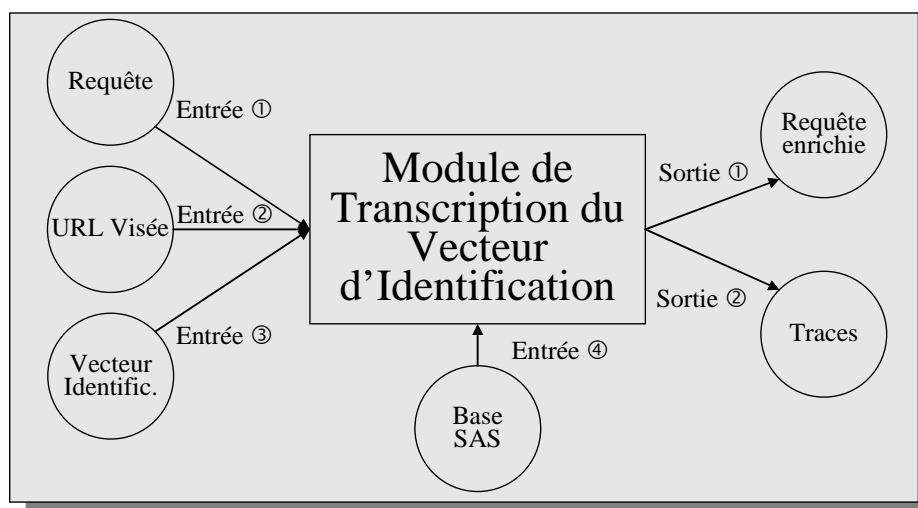 Requête
Entrée ①
URL Visée
Entrée ②
Entrée ③
Vecteur
Identific.
Module de
Transcription du
Vecteur
d’Identification
Entrée ④
Base
SAS
Sortie ①
Requête
enrichie
Sortie ②
Traces